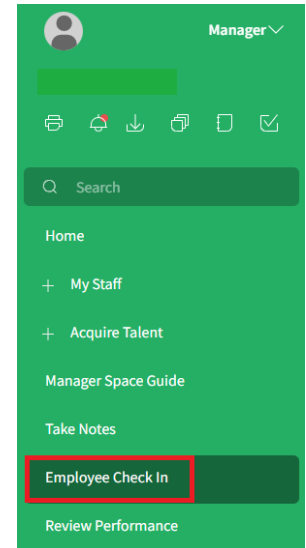 Manager
Search
Home
+ My Staff
+ Acquire Talent
Manager Space Guide
Take Notes
Employee Check In
Review Performance